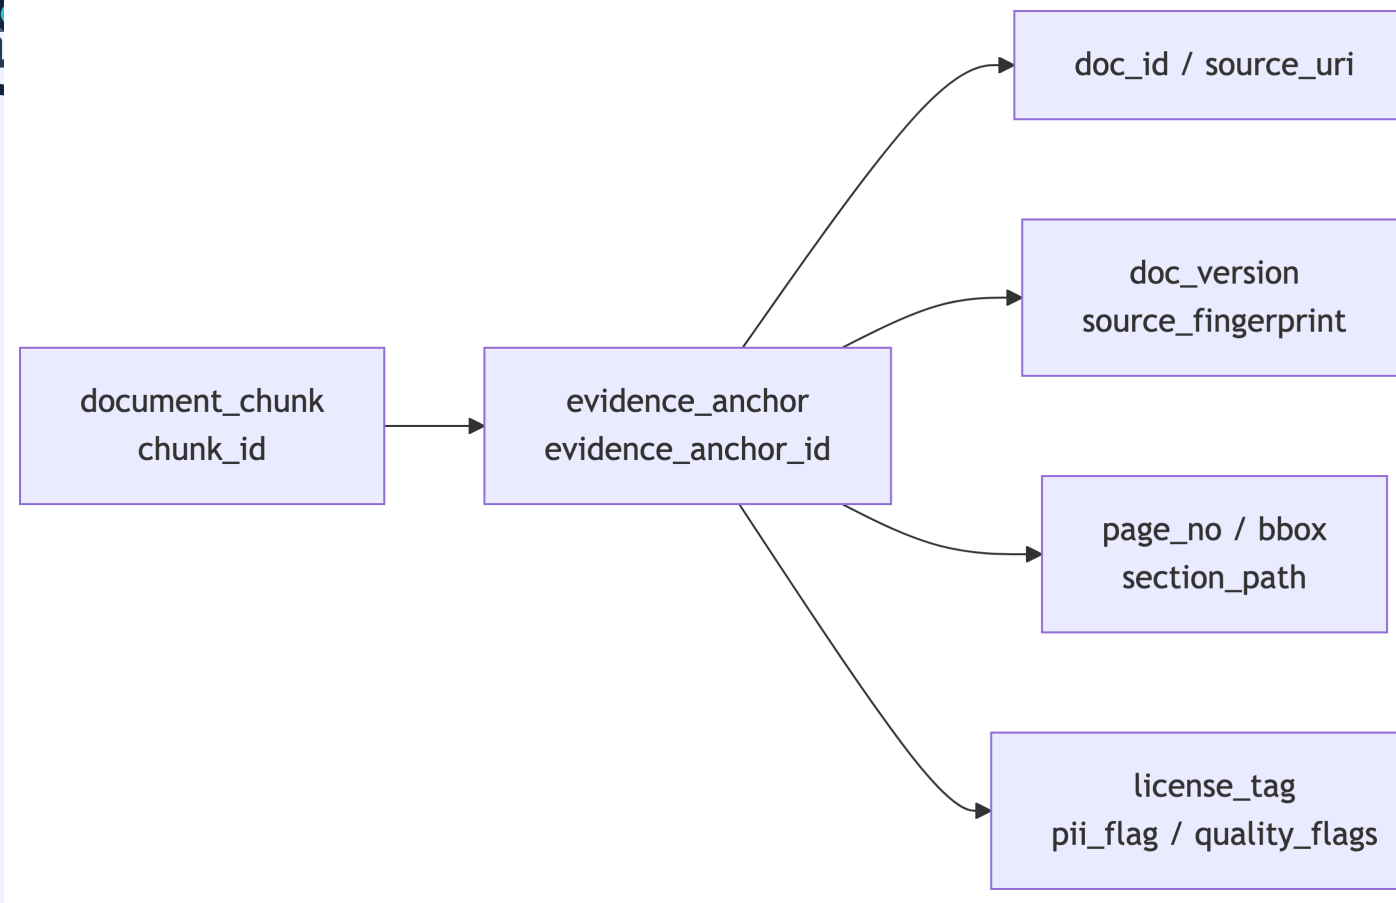 doc_id / source_uri
doc_version
source_fingerprint
document_chunk
chunk_id
evidence_anchor
evidence_anchor_id
page_no / bbox
section_path
license_tag
pii_flag / quality_flags